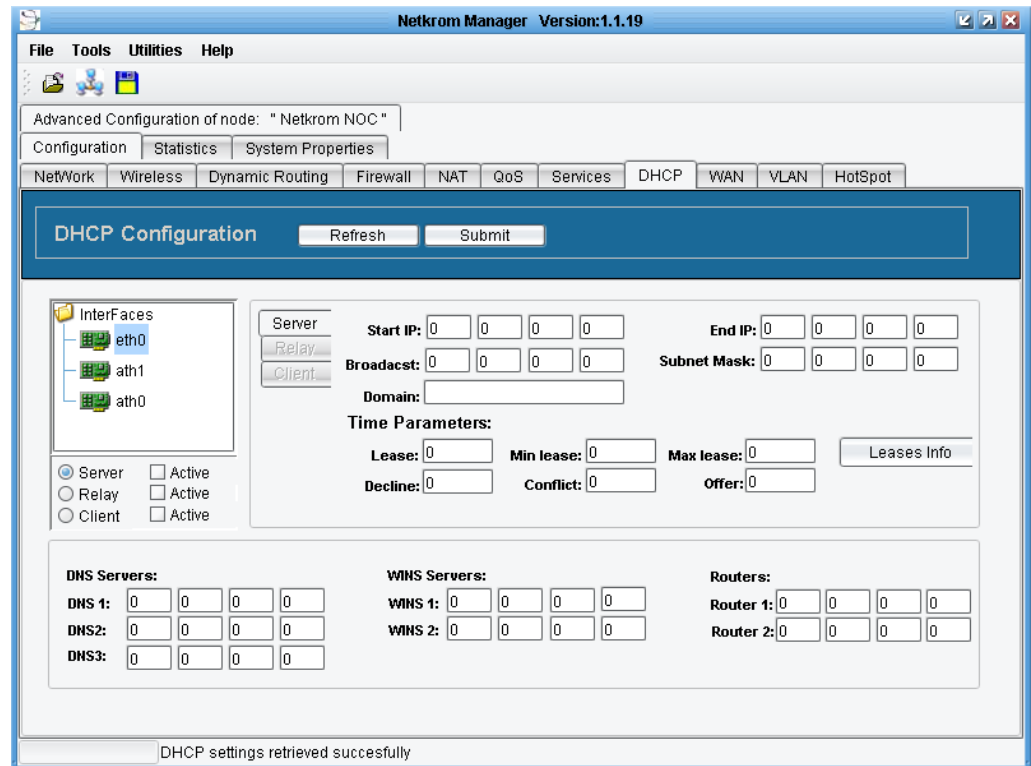 Netkrom Manager Version:1.1.19
File Tools Utilities Help
Advanced Configuration of node: " Netkrom NOC "
Configuration Statistics System Properties
NetWork Wireless Dynamic Routing Firewall NAT QoS Services DHCP WAN VLAN HotSpot
DHCP Configuration Refresh Submit
InterFaces
eth0
ath1
ath0
Server Active
Relay Active
Client Active
Server
Relay
Client
Start IP: 0 0 0 0 End IP: 0 0 0 0
Broadacst: 0 0 0 0 Subnet Mask: 0 0 0 0
Domain:
Time Parameters:
Lease: 0 Min lease: 0 Max lease: 0 Leases Info
Decline: 0 Conflict: 0 Offer: 0
DNS Servers: WINS Servers: Routers:
DNS 1: 0 0 0 0 WINS 1: 0 0 0 0 Router 1: 0 0 0 0
DNS2: 0 0 0 0 WINS 2: 0 0 0 0 Router 2: 0 0 0 0
DNS3: 0 0 0 0
DHCP settings retrieved succesfully